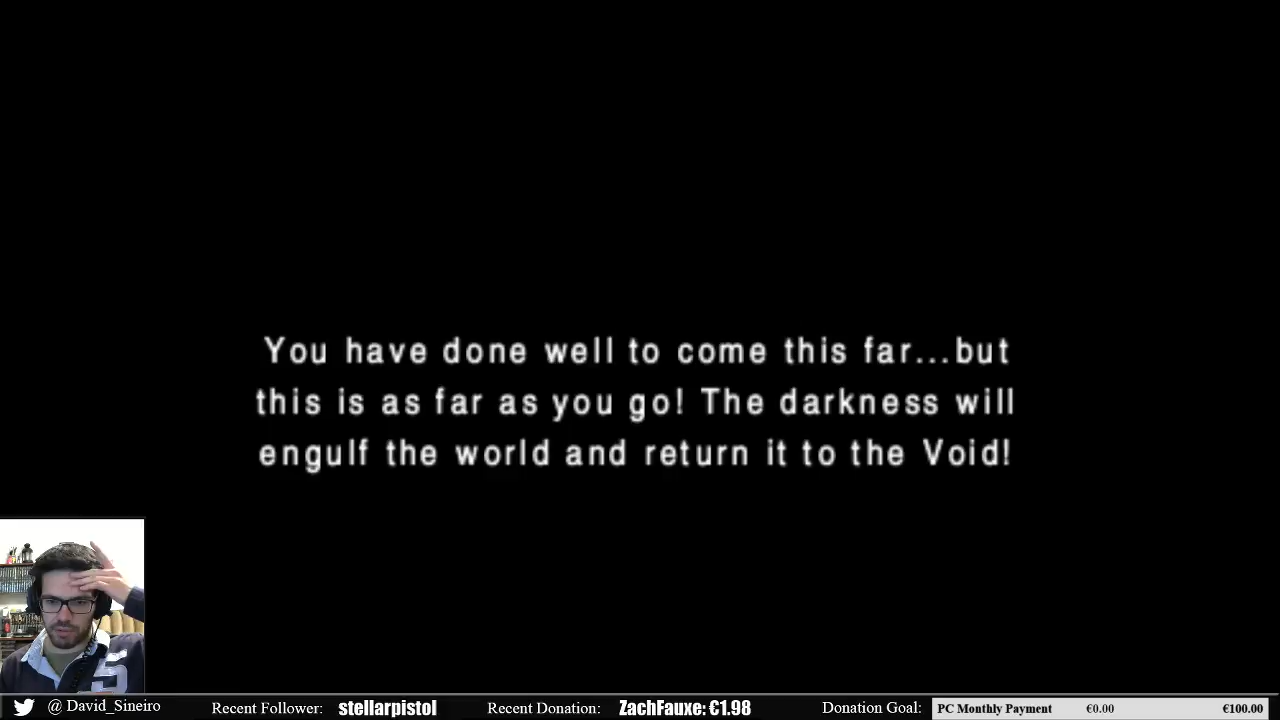 You have done well to come this far...but
this is as far as you go! The darkness will
engulf the world and return it to the Void!
@ David_Sineiro Recent Follower: stellarpistol Recent Donation: ZachFauxe: €1.98 Donation Goal: PC Monthly Payment €0.00 €100.00